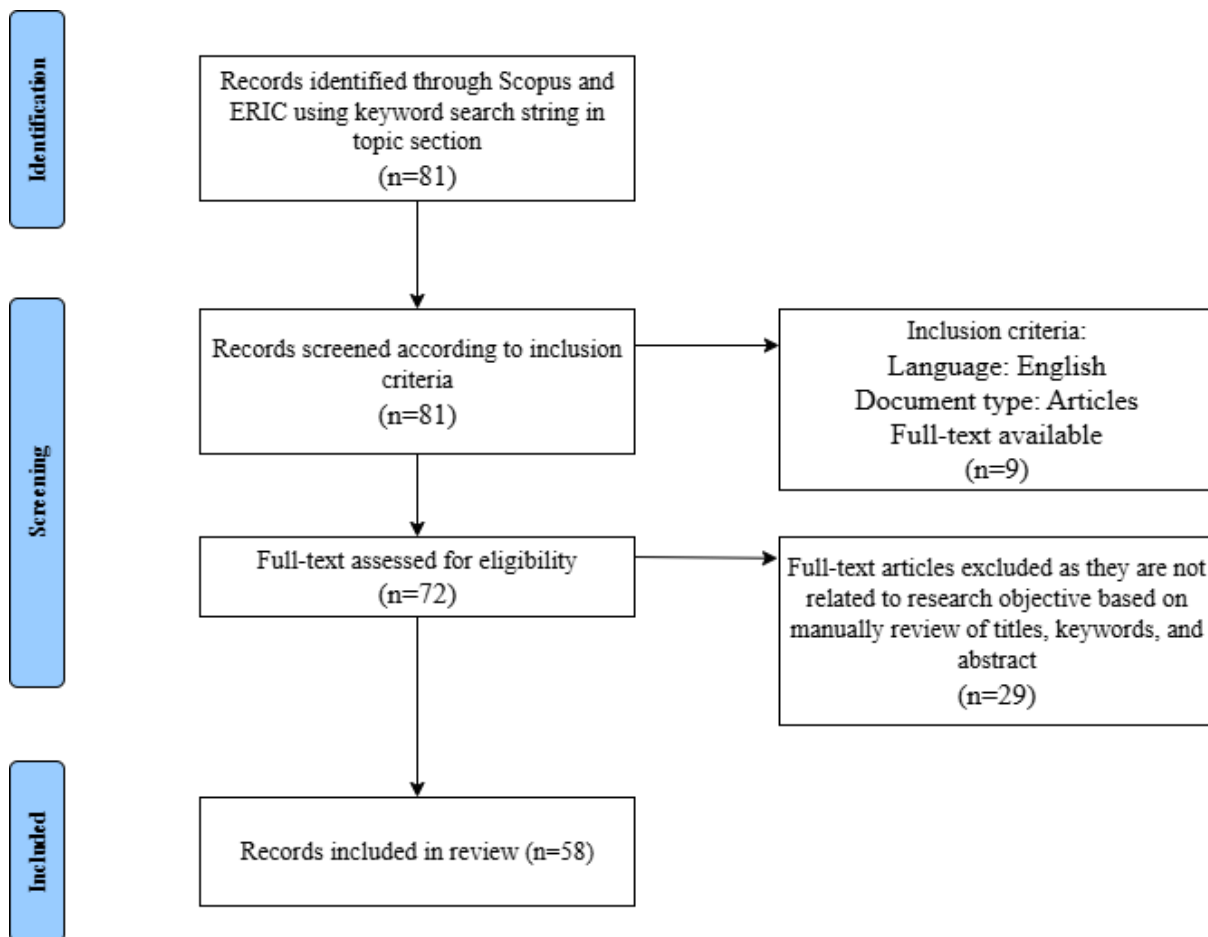 Identification
Records identified through Scopus and
ERIC using keyword search string in
topic section
(n=81)
Screening
Records screened according to inclusion
criteria
(n=81)
Inclusion criteria:
Language: English
Document type: Articles
Full-text available
(n=9)
Full-text assessed for eligibility
(n=72)
Full-text articles excluded as they are not
related to research objective based on
manually review of titles, keywords, and
abstract
(n=29)
Included
Records included in review (n=58)